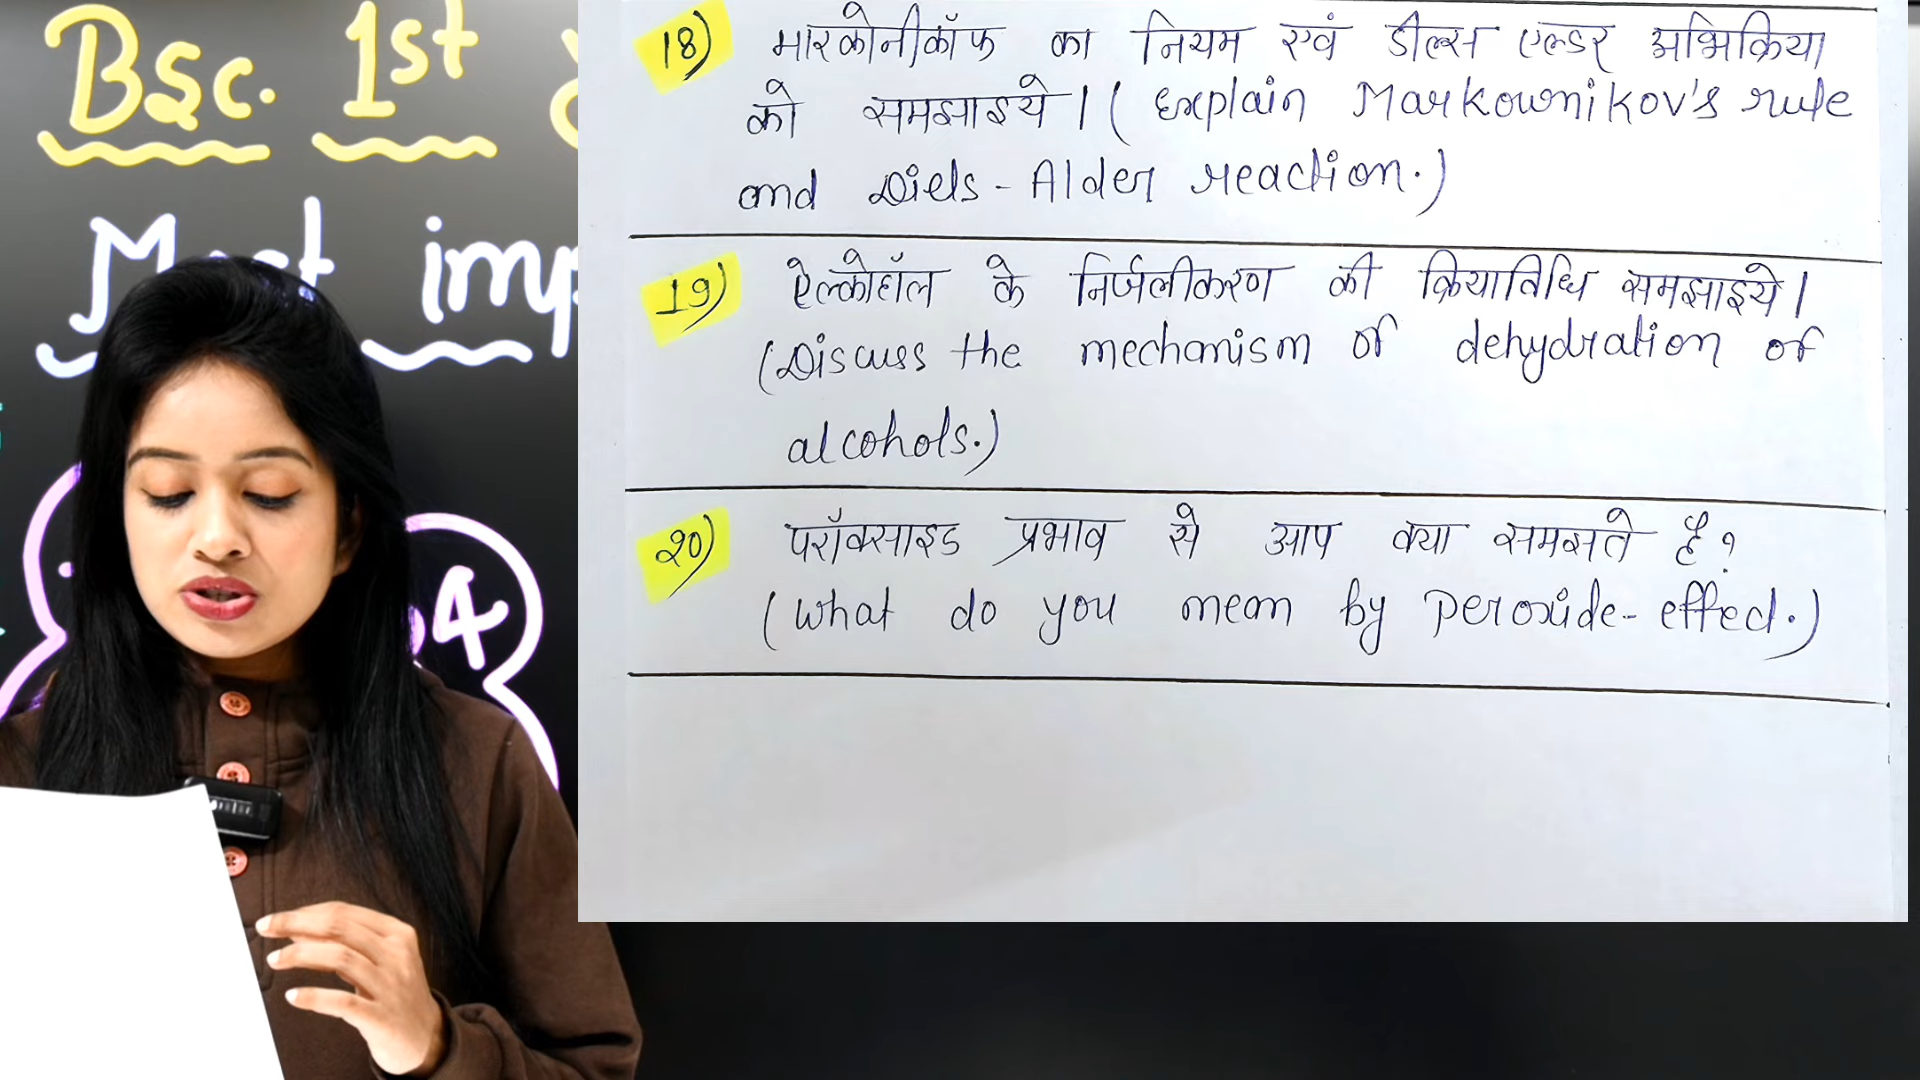 Bsc. 1st
Most imp
4
18) मारकोनीकॉफ का नियम एवं डील्स एल्डर अभिक्रिया
को समझाइये। (Explain Markownikov's rule
and Diels-Alder reaction.)
19) ऐल्कोहॉल के निर्जलीकरण की क्रियाविधि समझाइये।
(Discuss the mechanism of dehydration of
alcohols.)
20) परॉक्साइड प्रभाव से आप क्या समझते है?
(What do you mean by Peroxide-effect.)